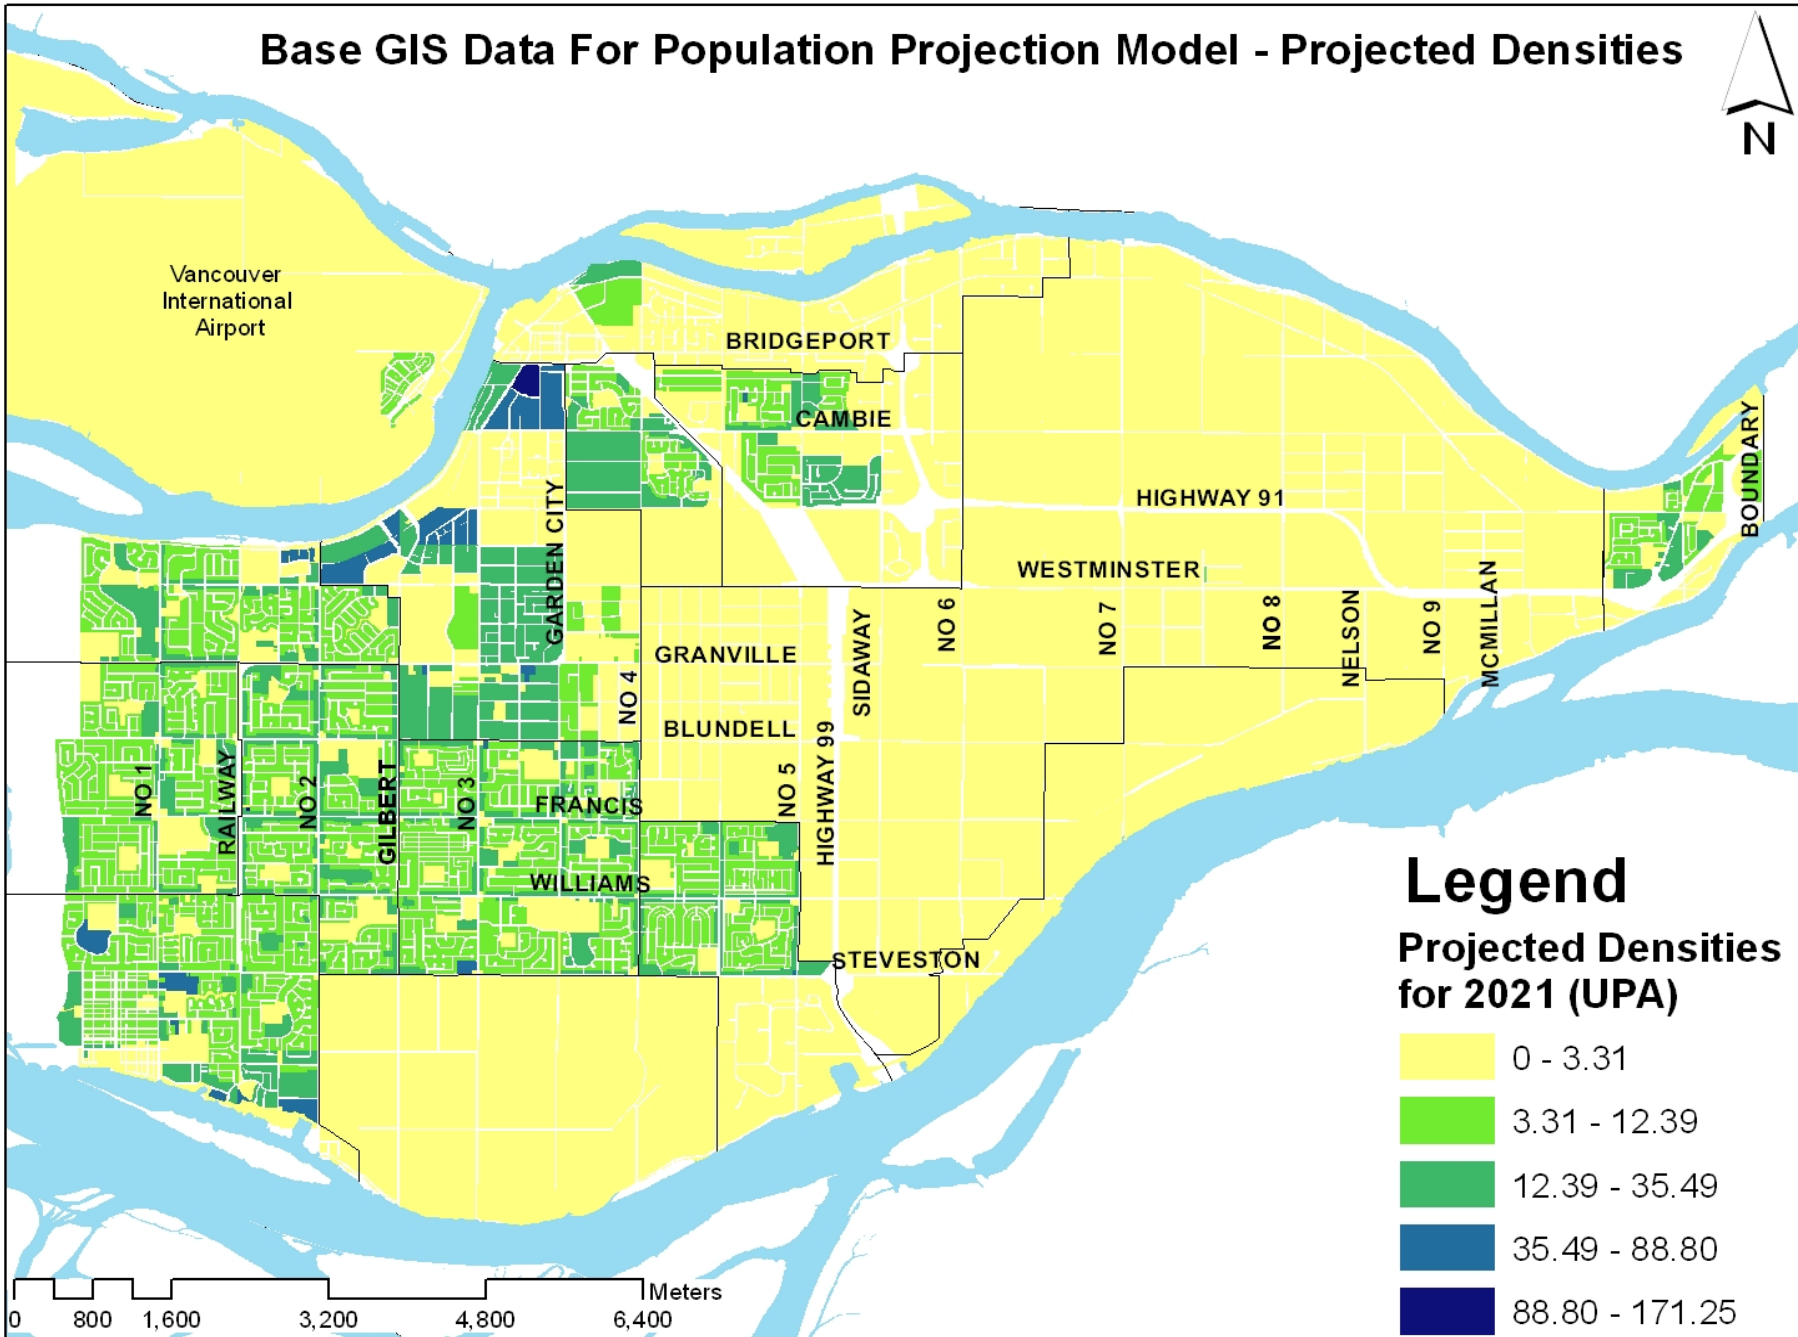 Base GIS Data For Population Projection Model - Projected Densities
N
Vancouver
International
Airport
BRIDGEPORT
CAMBIE
BOUNDARY
HIGHWAY 91
GARDEN CITY
WESTMINSTER
NO 6
NO 7
NO 8
NELSON
NO 9
MCMILLAN
SIDAWAY
GRANVILLE
NO 4
BLUNDELL
HIGHWAY 99
NO 1
RAILWAY
NO 2
GILBERT
NO 3
FRANCIS
NO 5
WILLIAMS
STEVESTON
Legend
Projected Densities
for 2021 (UPA)
0 - 3.31
3.31 - 12.39
12.39 - 35.49
35.49 - 88.80
88.80 - 171.25
Meters
0 800 1,600 3,200 4,800 6,400